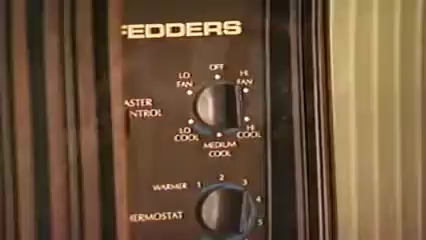 FEDDERS
OFF
LO FAN
HI FAN
ASTER
NTROL
LO COOL
HI COOL
MEDIUM COOL
WARMER 1 2 3 4 5
HERMOSTAT